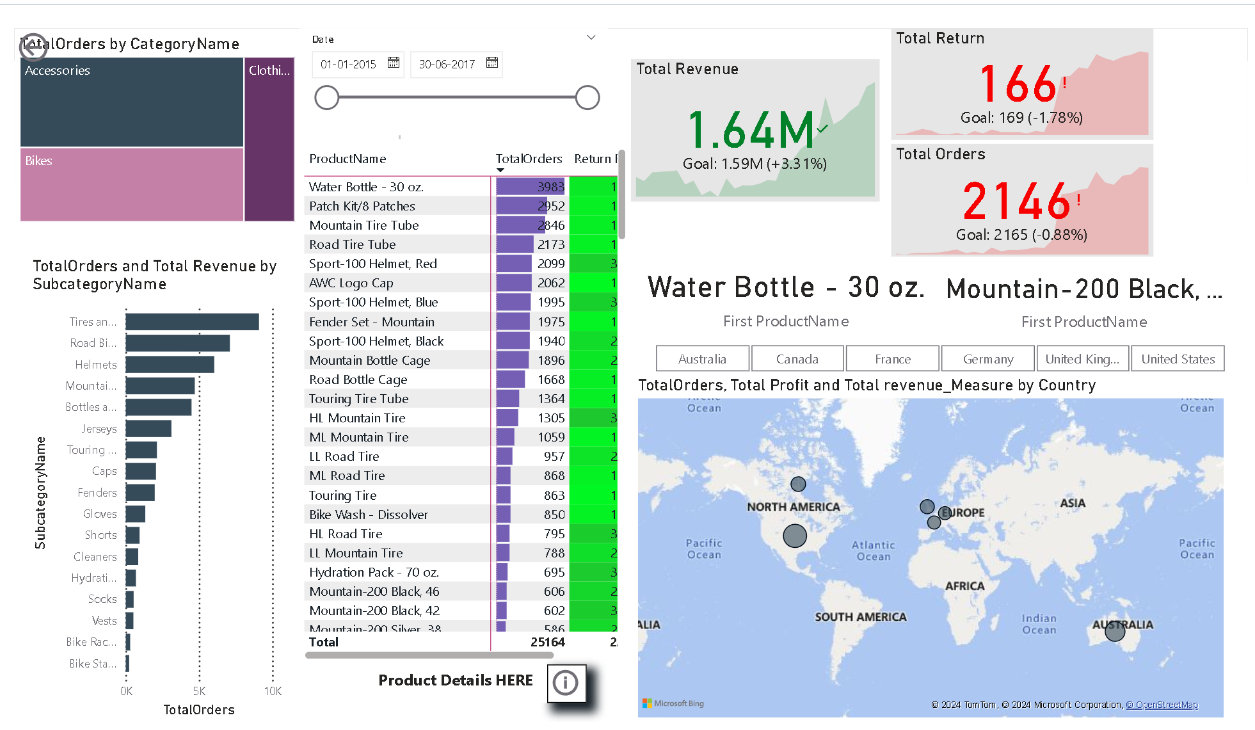 TotalOrders by CategoryName
Accessories
Clothi...
Bikes
TotalOrders and Total Revenue by
SubcategoryName
SubcategoryName
Tires an...
Road Bi...
Helmets
Mountai...
Bottles a...
Jerseys
Touring ...
Caps
Fenders
Gloves
Shorts
Cleaners
Hydrati...
Socks
Vests
Bike Rac...
Bike Sta...
0K 5K 10K
TotalOrders
Date
01-01-2015 30-06-2017
ProductName TotalOrders Return
Water Bottle - 30 oz. 3983 1
Patch Kit/8 Patches 2952 1
Mountain Tire Tube 2846 1
Road Tire Tube 2173 1
Sport-100 Helmet, Red 2099 3
AWC Logo Cap 2062 1
Sport-100 Helmet, Blue 1995 3
Fender Set - Mountain 1975 1
Sport-100 Helmet, Black 1940 2
Mountain Bottle Cage 1896 2
Road Bottle Cage 1668 1
Touring Tire Tube 1364 1
HL Mountain Tire 1305 3
ML Mountain Tire 1059 1
LL Road Tire 957 2
ML Road Tire 868 1
Touring Tire 863 1
Bike Wash - Dissolver 850 1
HL Road Tire 795 3
LL Mountain Tire 788 2
Hydration Pack - 70 oz. 695 3
Mountain-200 Black, 46 606 2
Mountain-200 Black, 42 602 3
Mountain-200 Silver, 38 586 2
Total 25164 2
Product Details HERE
Total Revenue
1.64M
Goal: 1.59M (+3.31%)
Total Return
166!
Goal: 169 (-1.78%)
Total Orders
2146!
Goal: 2165 (-0.88%)
Water Bottle - 30 oz.
First ProductName
Mountain-200 Black, ...
First ProductName
Australia Canada France Germany United King... United States
TotalOrders, Total Profit and Total revenue_Measure by Country
Arctic
Ocean
Arctic
Ocean
NORTH AMERICA
EUROPE
ASIA
Pacific
Ocean
Atlantic
Ocean
Pacific
Ocean
AFRICA
SOUTH AMERICA
Indian
Ocean
ALIA
AUSTRALIA
Microsoft Bing
© 2024 TomTom, © 2024 Microsoft Corporation, © OpenStreetMap